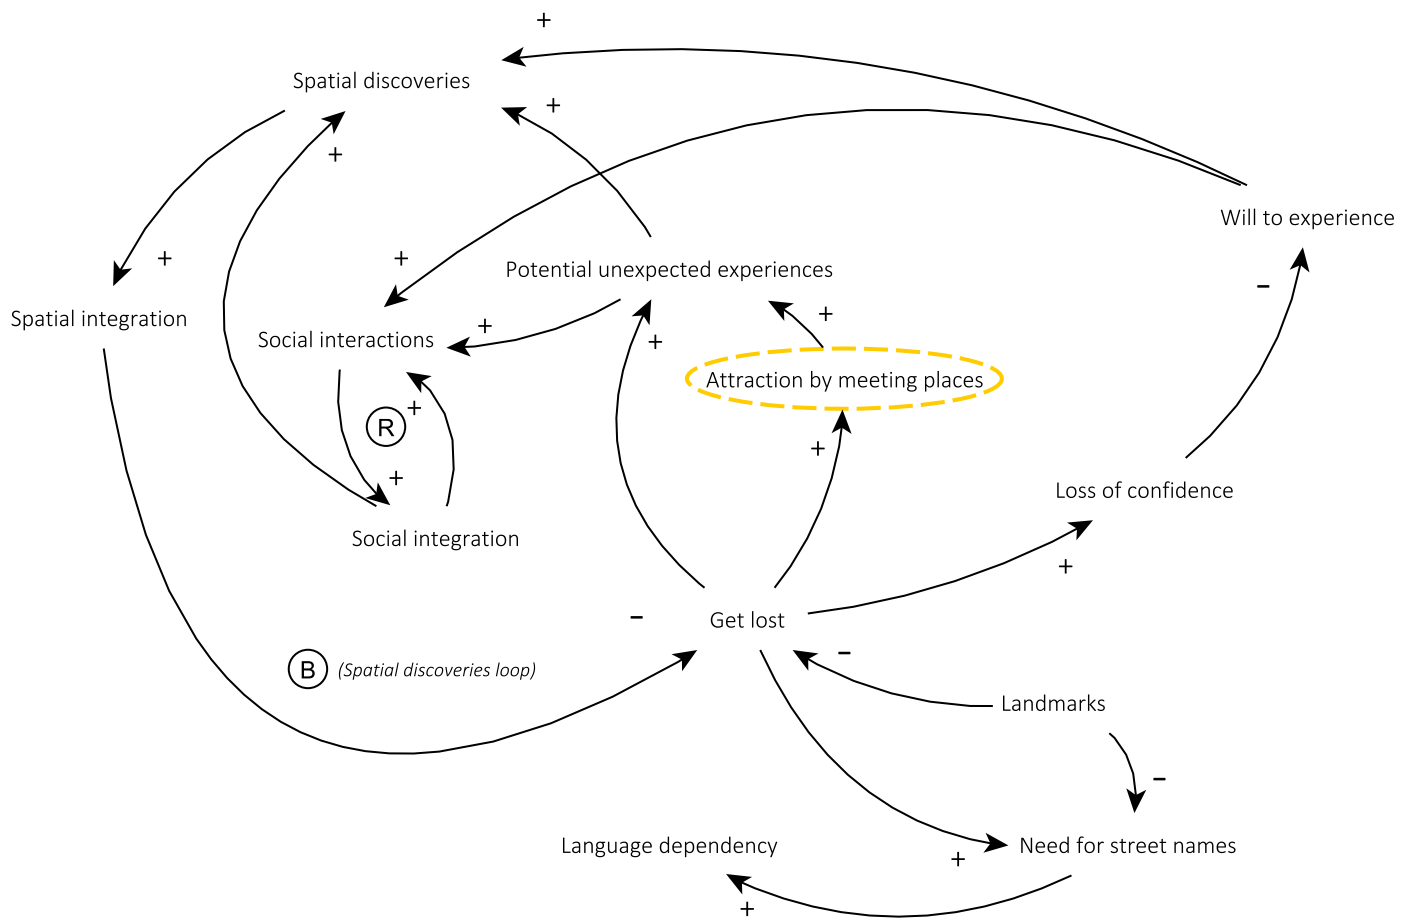 +
Spatial discoveries
+
+
Will to experience
+
+
Potential unexpected experiences
−
Spatial integration
+
+
Social interactions
+
+
Attraction by meeting places
R
+
+
+
Loss of confidence
Social integration
+
−
Get lost
−
B
(Spatial discoveries loop)
Landmarks
−
Language dependency
+
Need for street names
+